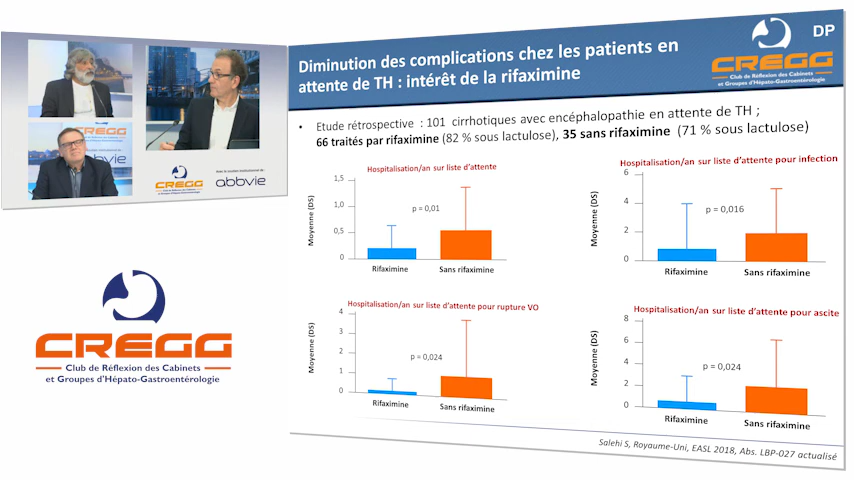 Avec le soutien institutionnel de :
CREGG
abbvie
CREGG
Club de Réflexion des Cabinets
et Groupes d'Hépato-Gastroentérologie
Diminution des complications chez les patients en
attente de TH : intérêt de la rifaximine
DP
CREGG
Club de Réflexion des Cabinets
et Groupes d'Hépato-Gastroentérologie
• Etude rétrospective : 101 cirrhotiques avec encéphalopathie en attente de TH ;
66 traités par rifaximine (82 % sous lactulose), 35 sans rifaximine (71 % sous lactulose)
Hospitalisation/an sur liste d'attente
Moyenne (DS)
1,5
1,0
0,5
0
p = 0,01
Rifaximine Sans rifaximine
Hospitalisation/an sur liste d'attente pour infection
Moyenne (DS)
6
4
2
0
p = 0,016
Rifaximine Sans rifaximine
Hospitalisation/an sur liste d'attente pour rupture VO
Moyenne (DS)
4
3
2
1
0
p = 0,024
Rifaximine Sans rifaximine
Hospitalisation/an sur liste d'attente pour ascite
Moyenne (DS)
8
6
4
2
0
p = 0,024
Rifaximine Sans rifaximine
Salehi S, Royaume-Uni, EASL 2018, Abs. LBP-027 actualisé